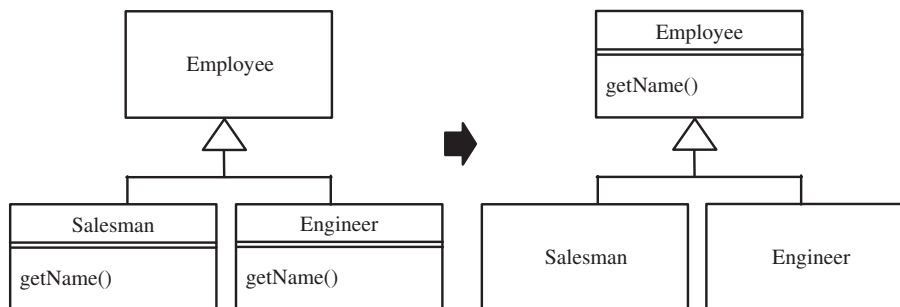 Employee
Salesman
getName()
Engineer
getName()
Employee
getName()
Salesman
Engineer